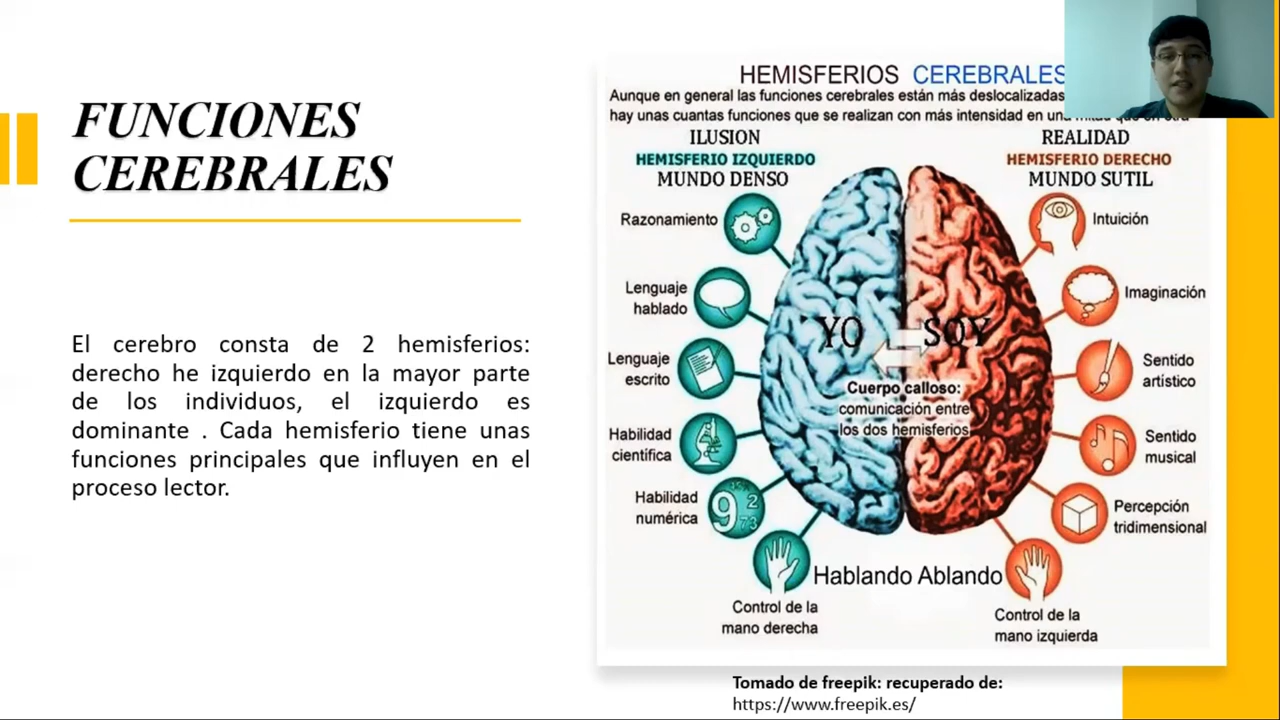 FUNCIONES
CEREBRALES
El cerebro consta de 2 hemisferios:
derecho he izquierdo en la mayor parte
de los individuos, el izquierdo es
dominante . Cada hemisferio tiene unas
funciones principales que influyen en el
proceso lector.
HEMISFERIOS CEREBRALES
Aunque en general las funciones cerebrales están más deslocalizadas
hay unas cuantas funciones que se realizan con más intensidad en una
ILUSION
HEMISFERIO IZQUIERDO
MUNDO DENSO
REALIDAD
HEMISFERIO DERECHO
MUNDO SUTIL
Razonamiento
Lenguaje
hablado
Lenguaje
escrito
Habilidad
científica
Habilidad
numérica
Control de la
mano derecha
YO SOY
Cuerpo calloso:
comunicación entre
los dos hemisferios
Hablando Ablando
Intuición
Imaginación
Sentido
artístico
Sentido
musical
Percepción
tridimensional
Control de la
mano izquierda
9 2
73
Tomado de freepik: recuperado de:
https://www.freepik.es/